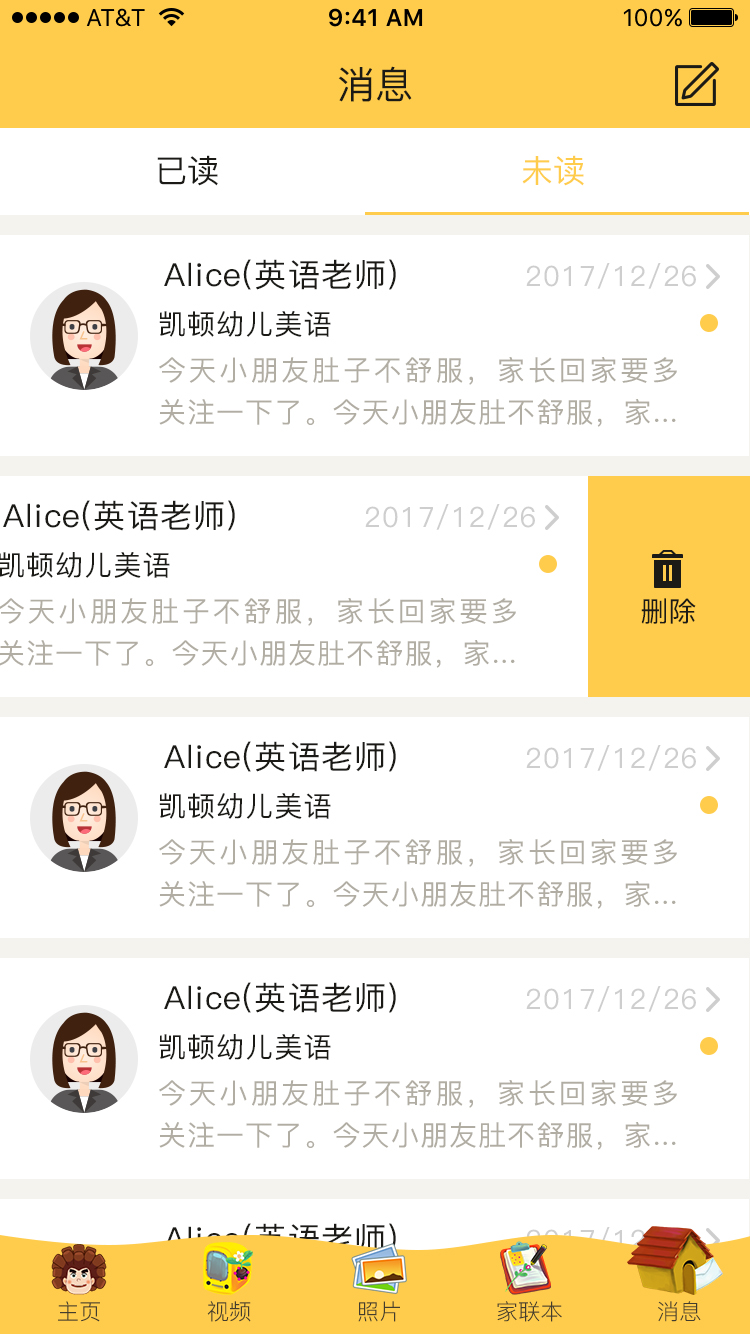 AT&T 9:41 AM 100%
消息
已读 未读
Alice(英语老师) 2017/12/26
凯顿幼儿美语
今天小朋友肚子不舒服，家长回家要多
关注一下了。今天小朋友肚不舒服，家...
Alice(英语老师) 2017/12/26
凯顿幼儿美语
今天小朋友肚子不舒服，家长回家要多
关注一下了。今天小朋友肚不舒服，家...
删除
Alice(英语老师) 2017/12/26
凯顿幼儿美语
今天小朋友肚子不舒服，家长回家要多
关注一下了。今天小朋友肚不舒服，家...
Alice(英语老师) 2017/12/26
凯顿幼儿美语
今天小朋友肚子不舒服，家长回家要多
关注一下了。今天小朋友肚不舒服，家...
Alice(英语老师)
主页 视频 照片 家联本 消息